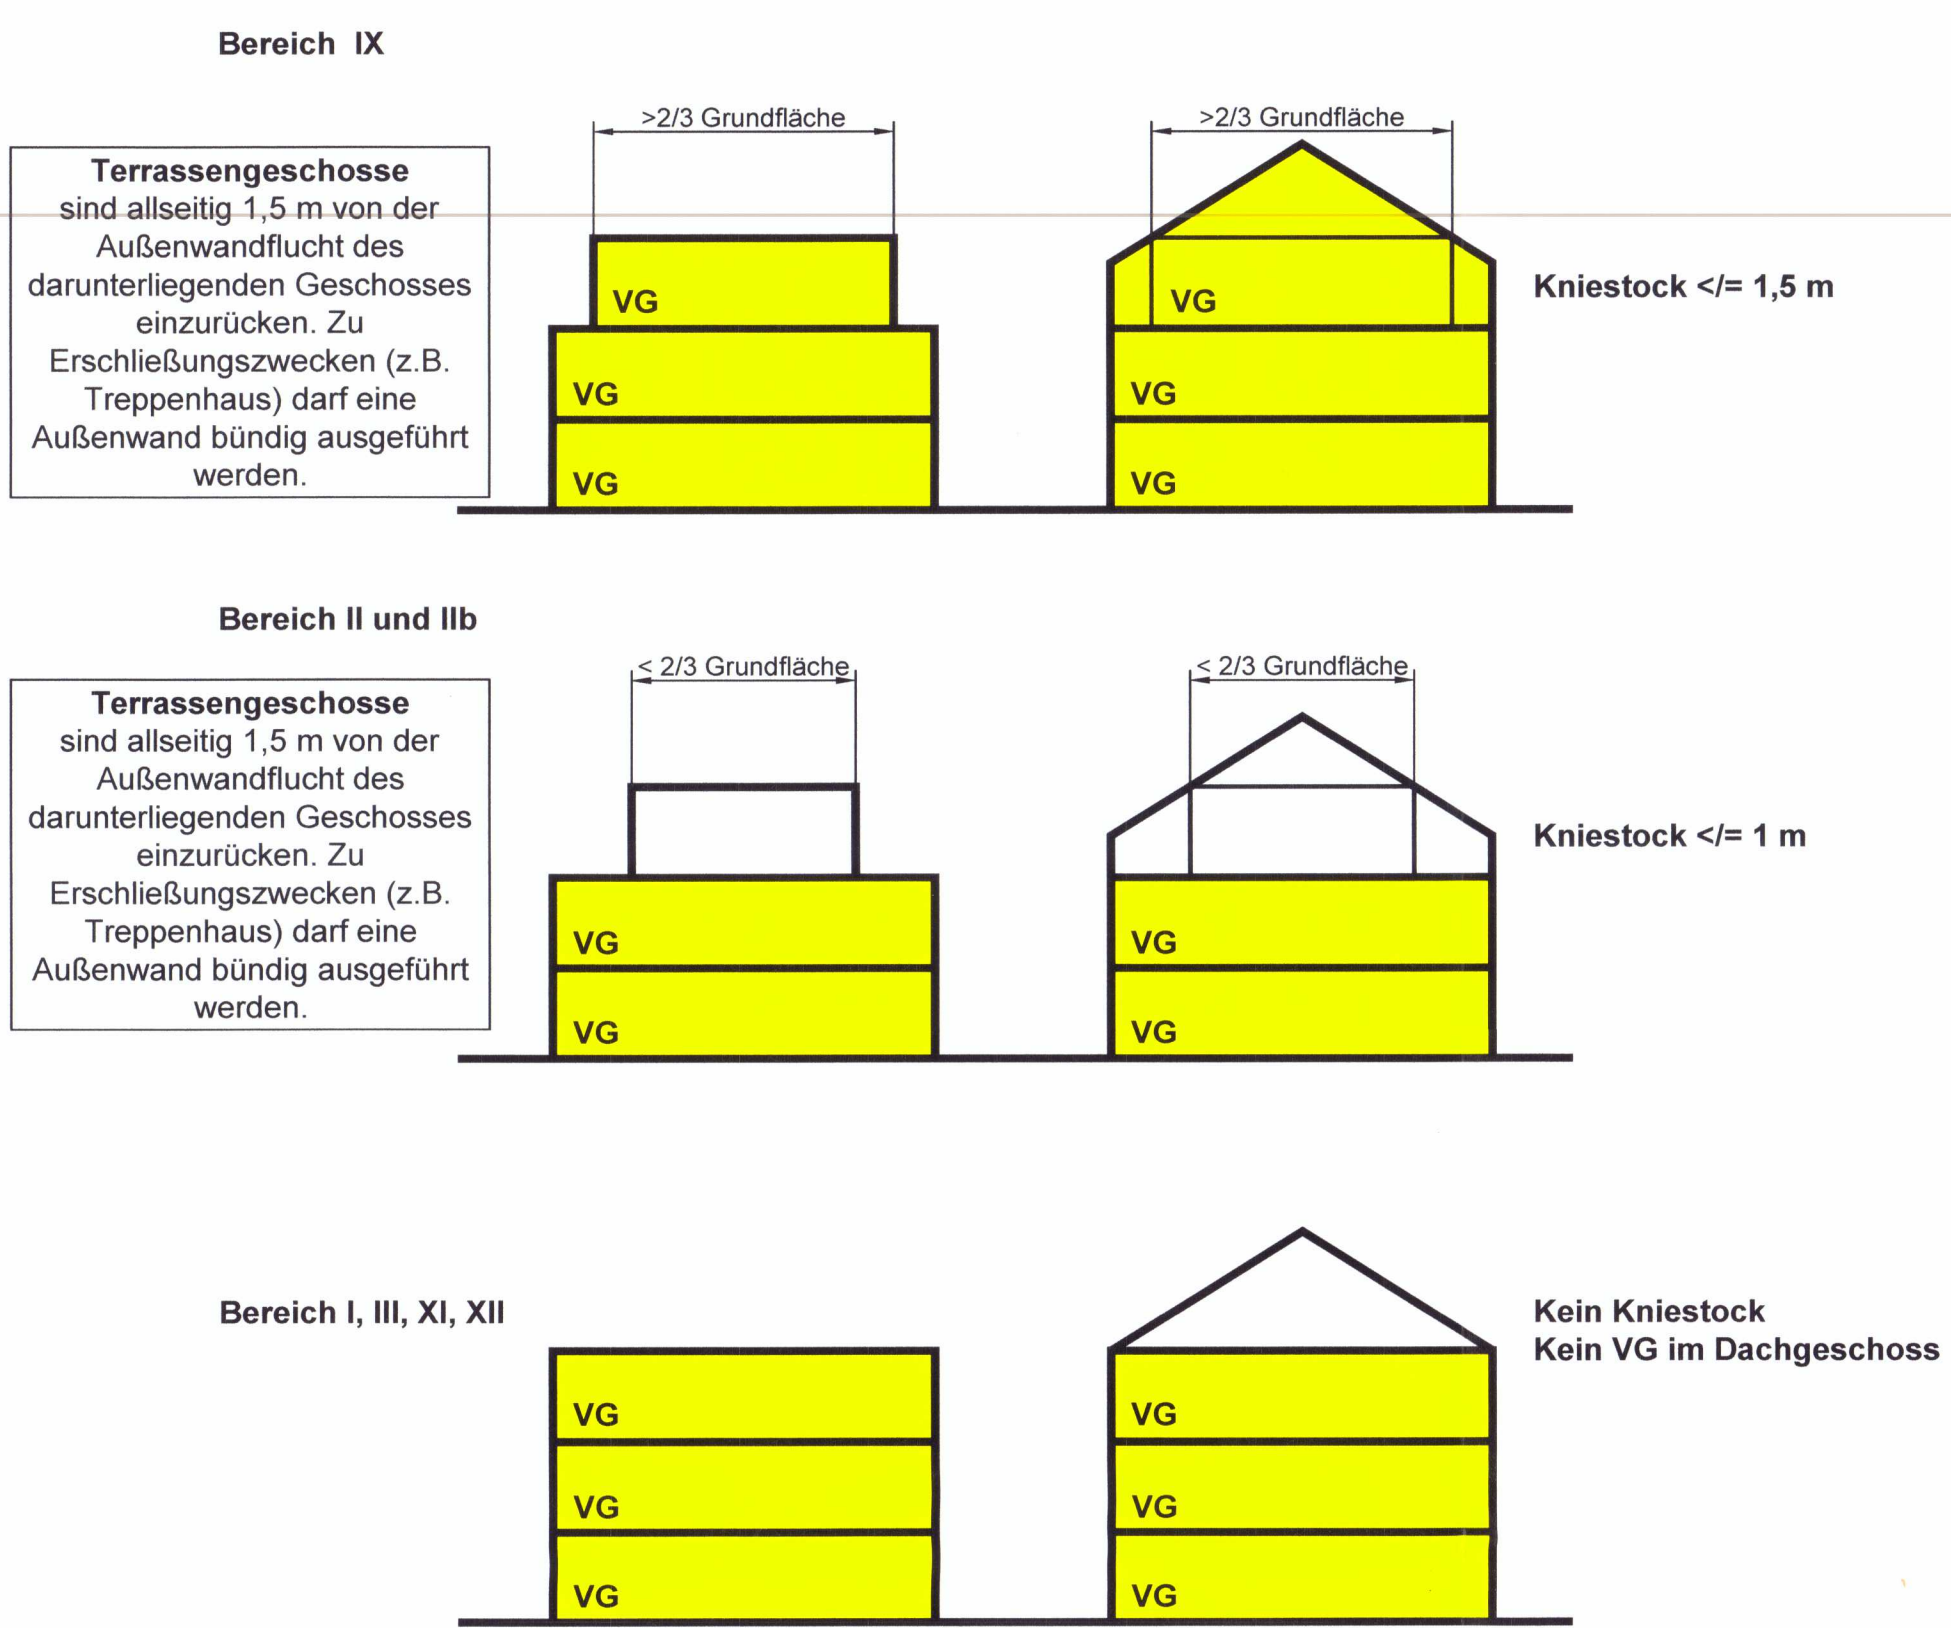 Bereich IX
>2/3 Grundfläche
>2/3 Grundfläche
Terrassengeschosse
sind allseitig 1,5 m von der
Außenwandflucht des
darunterliegenden Geschosses
einzurücken. Zu
Erschließungszwecken (z.B.
Treppenhaus) darf eine
Außenwand bündig ausgeführt
werden.
VG
VG
VG
VG
VG
VG
Kniestock </= 1,5 m
Bereich II und IIb
< 2/3 Grundfläche
< 2/3 Grundfläche
Terrassengeschosse
sind allseitig 1,5 m von der
Außenwandflucht des
darunterliegenden Geschosses
einzurücken. Zu
Erschließungszwecken (z.B.
Treppenhaus) darf eine
Außenwand bündig ausgeführt
werden.
VG
VG
VG
VG
Kniestock </= 1 m
Bereich I, III, XI, XII
VG
VG
VG
VG
VG
VG
Kein Kniestock
Kein VG im Dachgeschoss